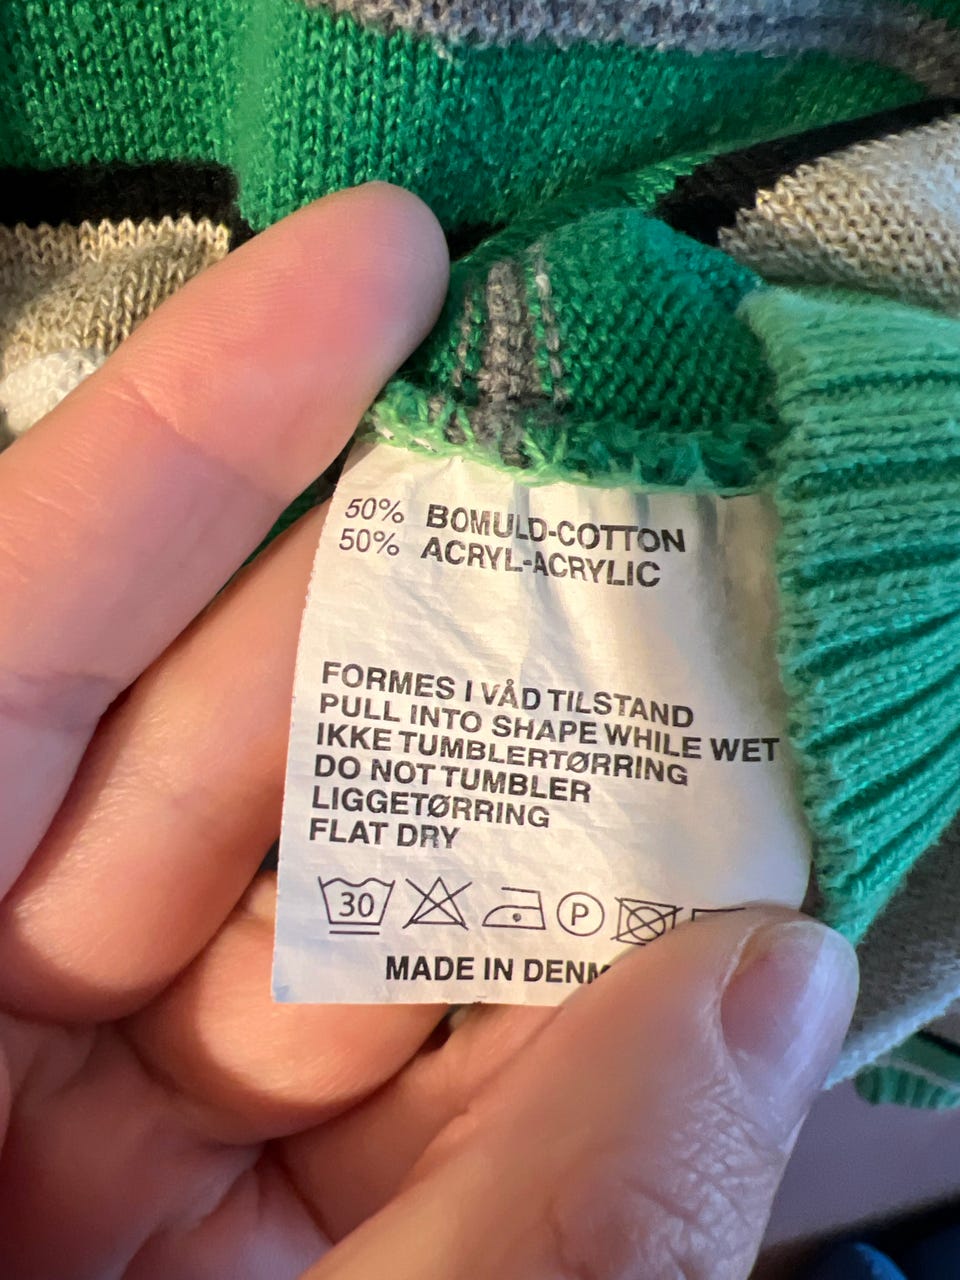 50% BOMULD-COTTON
50% ACRYL-ACRYLIC
FORMES I VÅD TILSTAND
PULL INTO SHAPE WHILE WET
IKKE TUMBLERTØRRING
DO NOT TUMBLER
LIGGETØRRING
FLAT DRY
30 P
MADE IN DENM